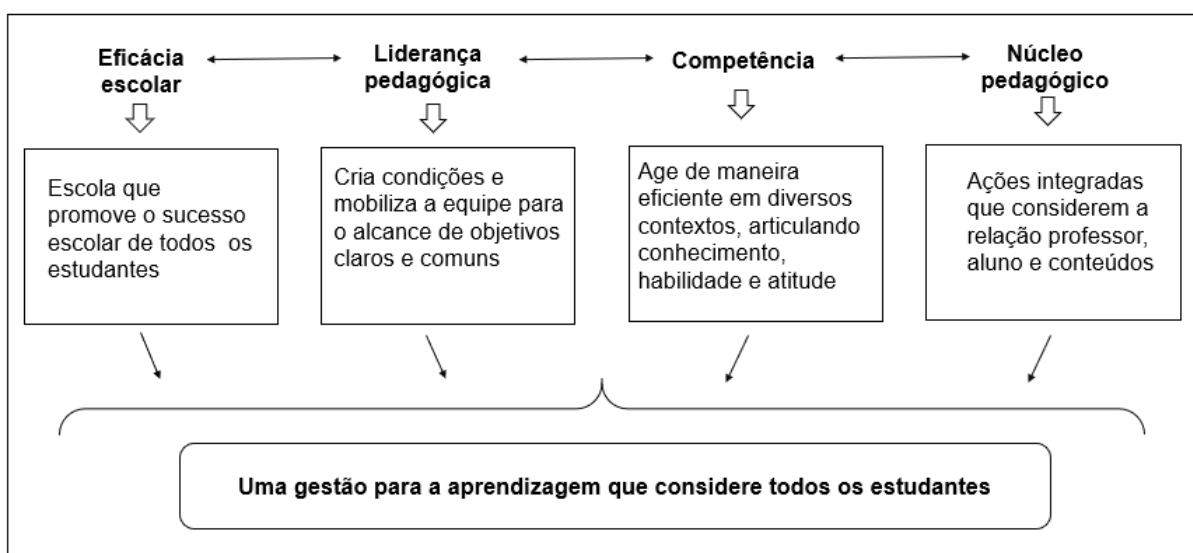 Eficácia
escolar
Liderança
pedagógica
Competência
Núcleo
pedagógico
Escola que
promove o sucesso
escolar de todos os
estudantes
Cria condições e
mobiliza a equipe para
o alcance de objetivos
claros e comuns
Age de maneira
eficiente em diversos
contextos, articulando
conhecimento,
habilidade e atitude
Ações integradas
que considerem a
relação professor,
aluno e conteúdos
Uma gestão para a aprendizagem que considere todos os estudantes